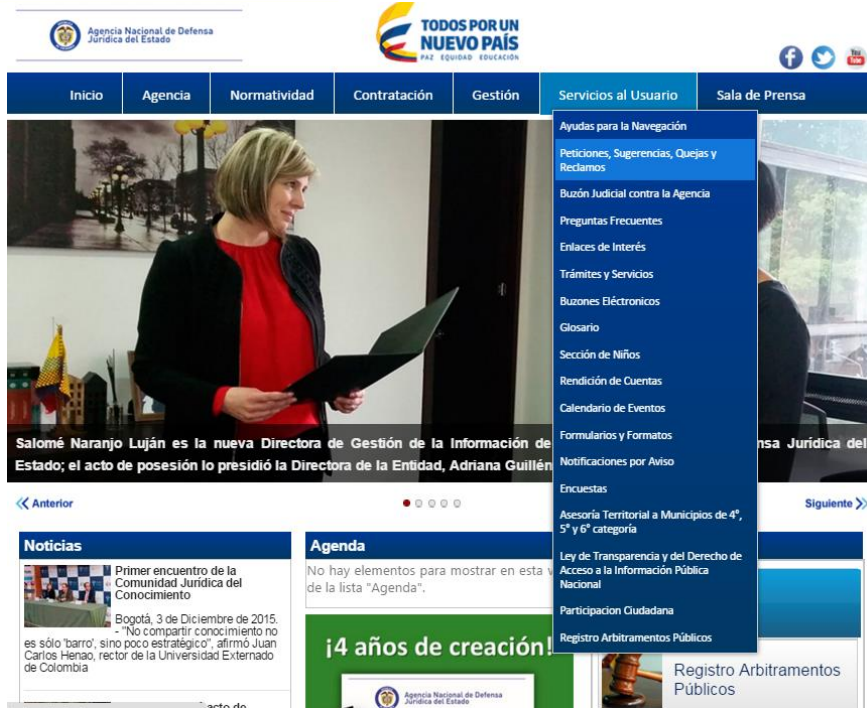 Agencia Nacional de Defensa
Jurídica del Estado
TODOS POR UN
NUEVO PAÍS
PAZ EQUIDAD EDUCACIÓN
You
Tube
Inicio
Agencia
Normatividad
Contratación
Gestión
Servicios al Usuario
Sala de Prensa
Ayudas para la Navegación
Peticiones, Sugerencias, Quejas y
Reclamos
Buzón Judicial contra la Agencia
Preguntas Frecuentes
Enlaces de Interés
Trámites y Servicios
Buzones Eléctronicos
Glosario
Sección de Niños
Rendición de Cuentas
Calendario de Eventos
Formularios y Formatos
Notificaciones por Aviso
Encuestas
Asesoría Territorial a Municipios de 4°,
5° y 6° categoría
Ley de Transparencia y del Derecho de
Acceso a la Información Pública
Nacional
Participacion Ciudadana
Registro Arbitramentos Públicos
Salomé Naranjo Luján es la nueva Directora de Gestión de la Información de
Jurídica del
Estado; el acto de posesión lo presidió la Directora de la Entidad, Adriana Guillén
Anterior
Siguiente
Noticias
Primer encuentro de la
Comunidad Jurídica del
Conocimiento
Bogotá, 3 de Diciembre de 2015.
- "No compartir conocimiento no
es sólo 'barro', sino poco estratégico", afirmó Juan
Carlos Henao, rector de la Universidad Externado
de Colombia
Agenda
No hay elementos para mostrar en esta
de la lista "Agenda".
¡4 años de creación!
Agencia Nacional de Defensa
Jurídica del Estado
Registro Arbitramentos
Públicos